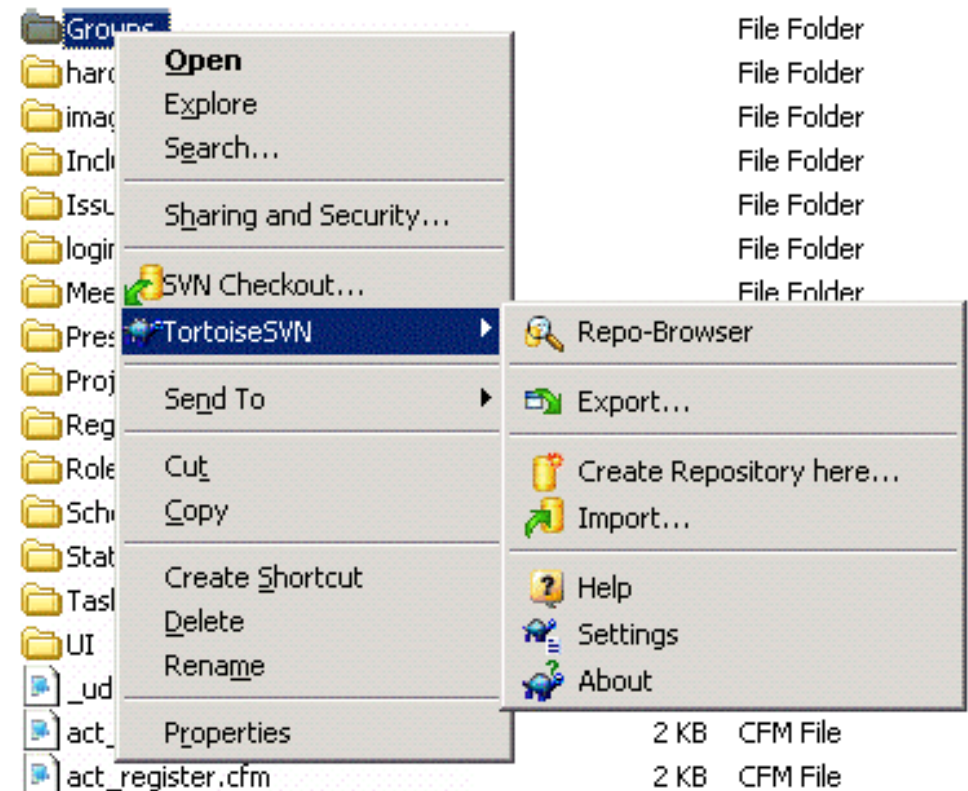 Groups File Folder
Open
File Folder
Explore
File Folder
Search...
File Folder
Sharing and Security...
File Folder
File Folder
SVN Checkout...
File Folder
TortoiseSVN
Repo-Browser
Send To
Export...
Cut
Create Repository here...
Copy
Import...
Create Shortcut
Help
Delete
Settings
UI
Rename
About
_ud
Properties
act_ 2 KB CFM File
act_register.cfm 2 KB CFM File